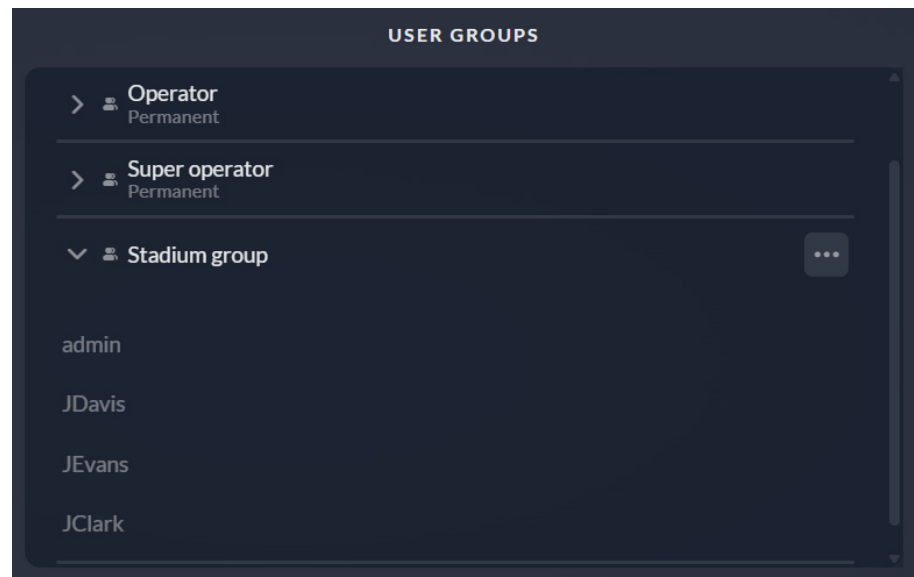 USER GROUPS
Operator
Permanent
Super operator
Permanent
Stadium group
admin
JDavis
JEvans
JClark